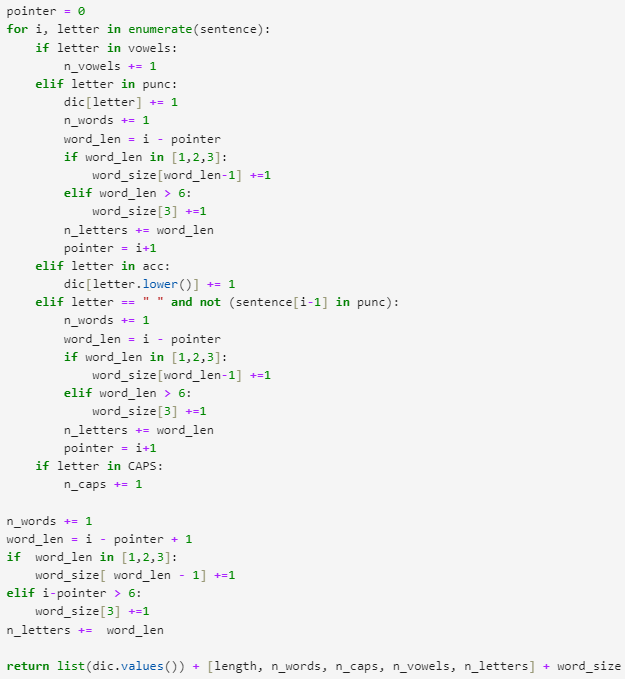 pointer = 0
for i, letter in enumerate(sentence):
    if letter in vowels:
        n_vowels += 1
    elif letter in punc:
        dic[letter] += 1
        n_words += 1
        word_len = i - pointer
        if word_len in [1,2,3]:
            word_size[word_len-1] +=1
        elif word_len > 6:
            word_size[3] +=1
        n_letters += word_len
        pointer = i+1
    elif letter in acc:
        dic[letter.lower()] += 1
    elif letter == " " and not (sentence[i-1] in punc):
        n_words += 1
        word_len = i - pointer
        if word_len in [1,2,3]:
            word_size[word_len-1] +=1
        elif word_len > 6:
            word_size[3] +=1
        n_letters += word_len
        pointer = i+1
    if letter in CAPS:
        n_caps += 1

n_words += 1
word_len = i - pointer + 1
if  word_len in [1,2,3]:
    word_size[ word_len - 1] +=1
elif i-pointer > 6:
    word_size[3] +=1
n_letters +=  word_len

return list(dic.values()) + [length, n_words, n_caps, n_vowels, n_letters] + word_size